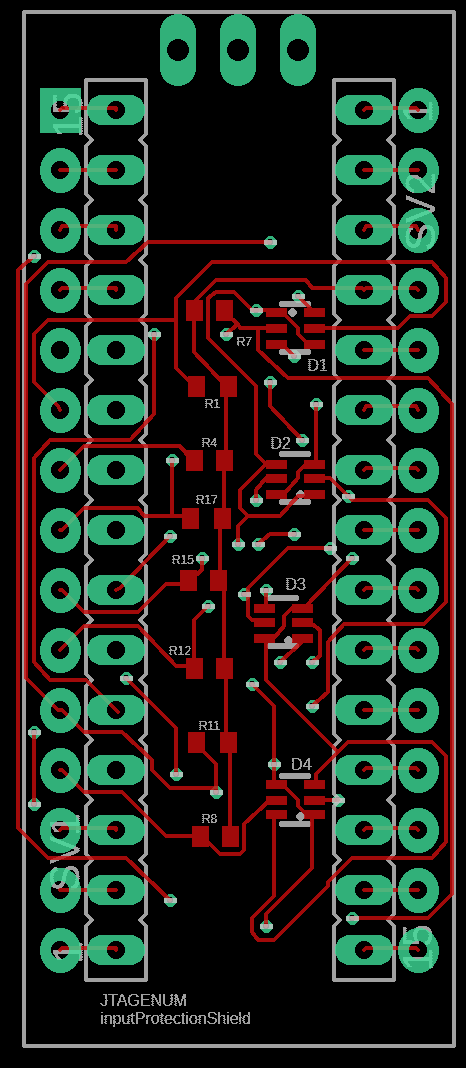 15
1
SV2
R7
D1
R1
R4
D2
R17
R15
D3
R12
R11
D4
R8
SV1
1
15
JTAGENUM
inputProtectionShield